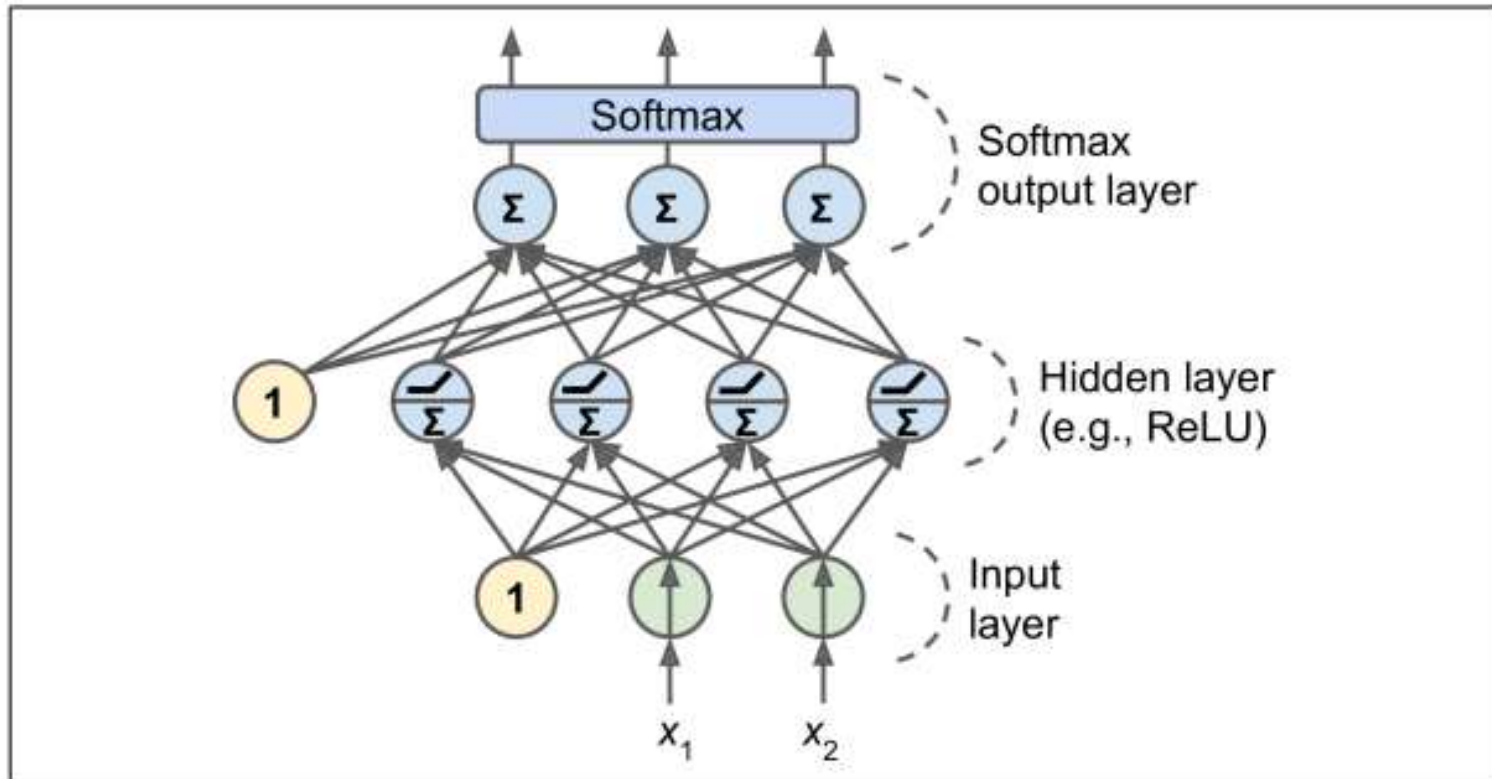 Softmax
Softmax
output layer
Σ Σ Σ
1
Σ Σ Σ Σ
Hidden layer
(e.g., ReLU)
1
Input
layer
x₁ x₂